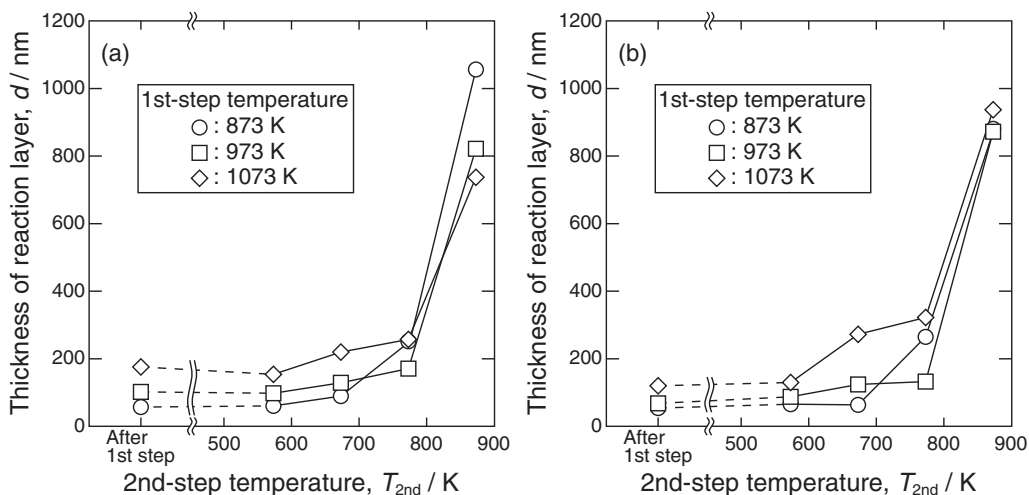 1200
1000
800
600
400
200
0
Thickness of reaction layer, d / nm
(a)
1st-step temperature
○ : 873 K
□ : 973 K
◇ : 1073 K
After
1st step
500
600
700
800
900
2nd-step temperature, T2nd / K
1200
1000
800
600
400
200
0
Thickness of reaction layer, d / nm
(b)
1st-step temperature
○ : 873 K
□ : 973 K
◇ : 1073 K
After
1st step
500
600
700
800
900
2nd-step temperature, T2nd / K